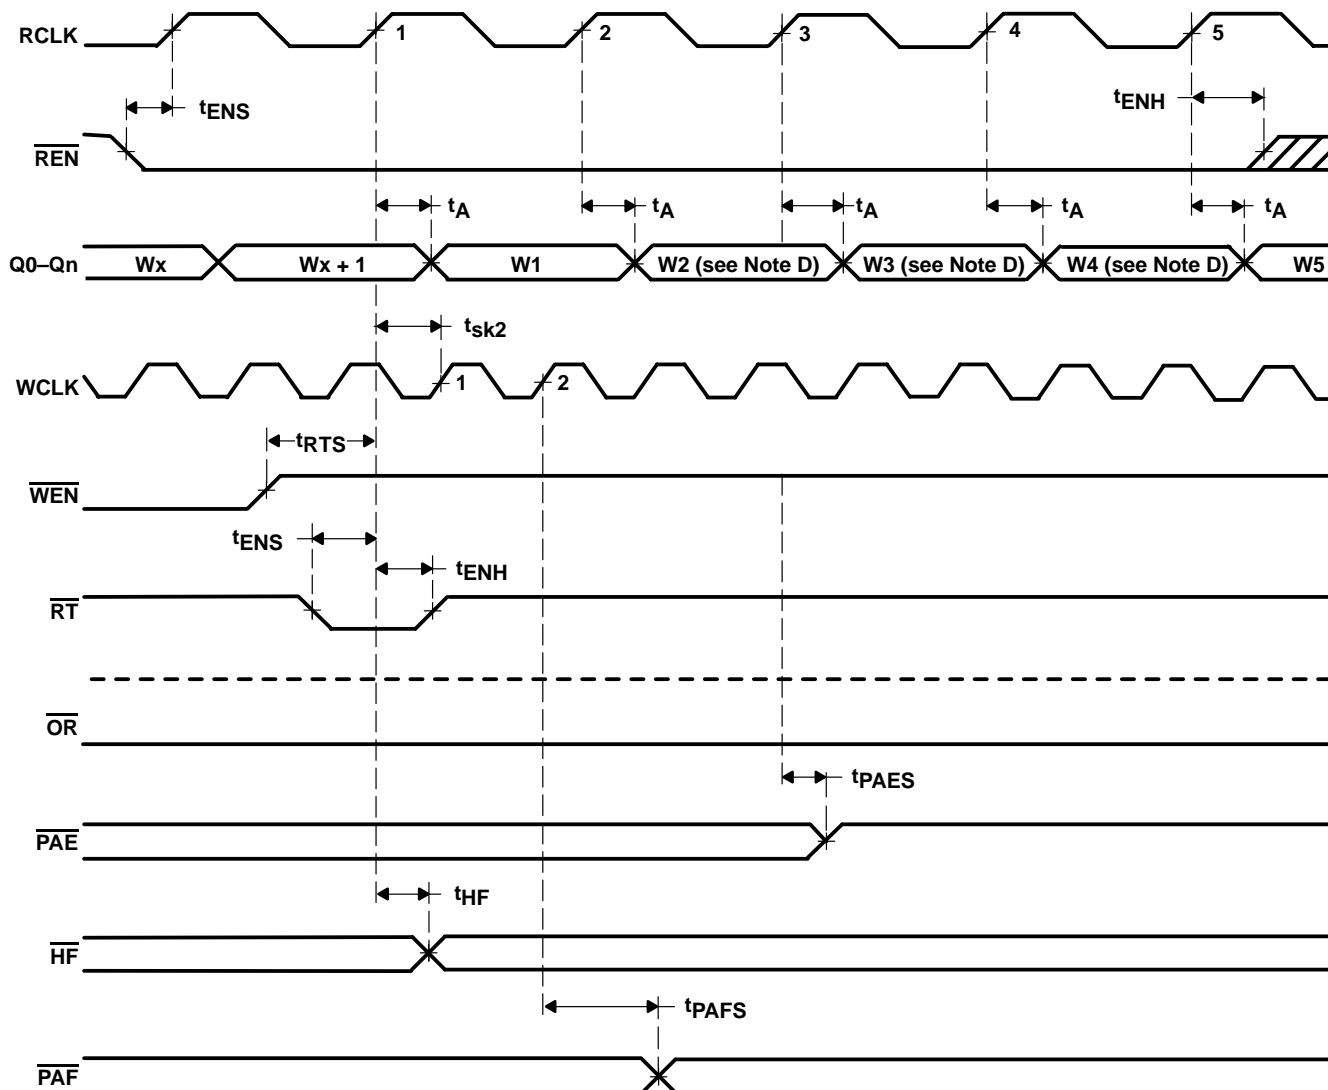 RCLK 1 2 3 4 5
tENS tENH
REN
tA tA tA tA tA
Q0–Qn Wx Wx + 1 W1 W2 (see Note D) W3 (see Note D) W4 (see Note D) W5
tsk2
WCLK 1 2
tRTS
WEN
tENS
tENH
RT
OR
tPAES
PAE
tHF
HF
tPAFS
PAF